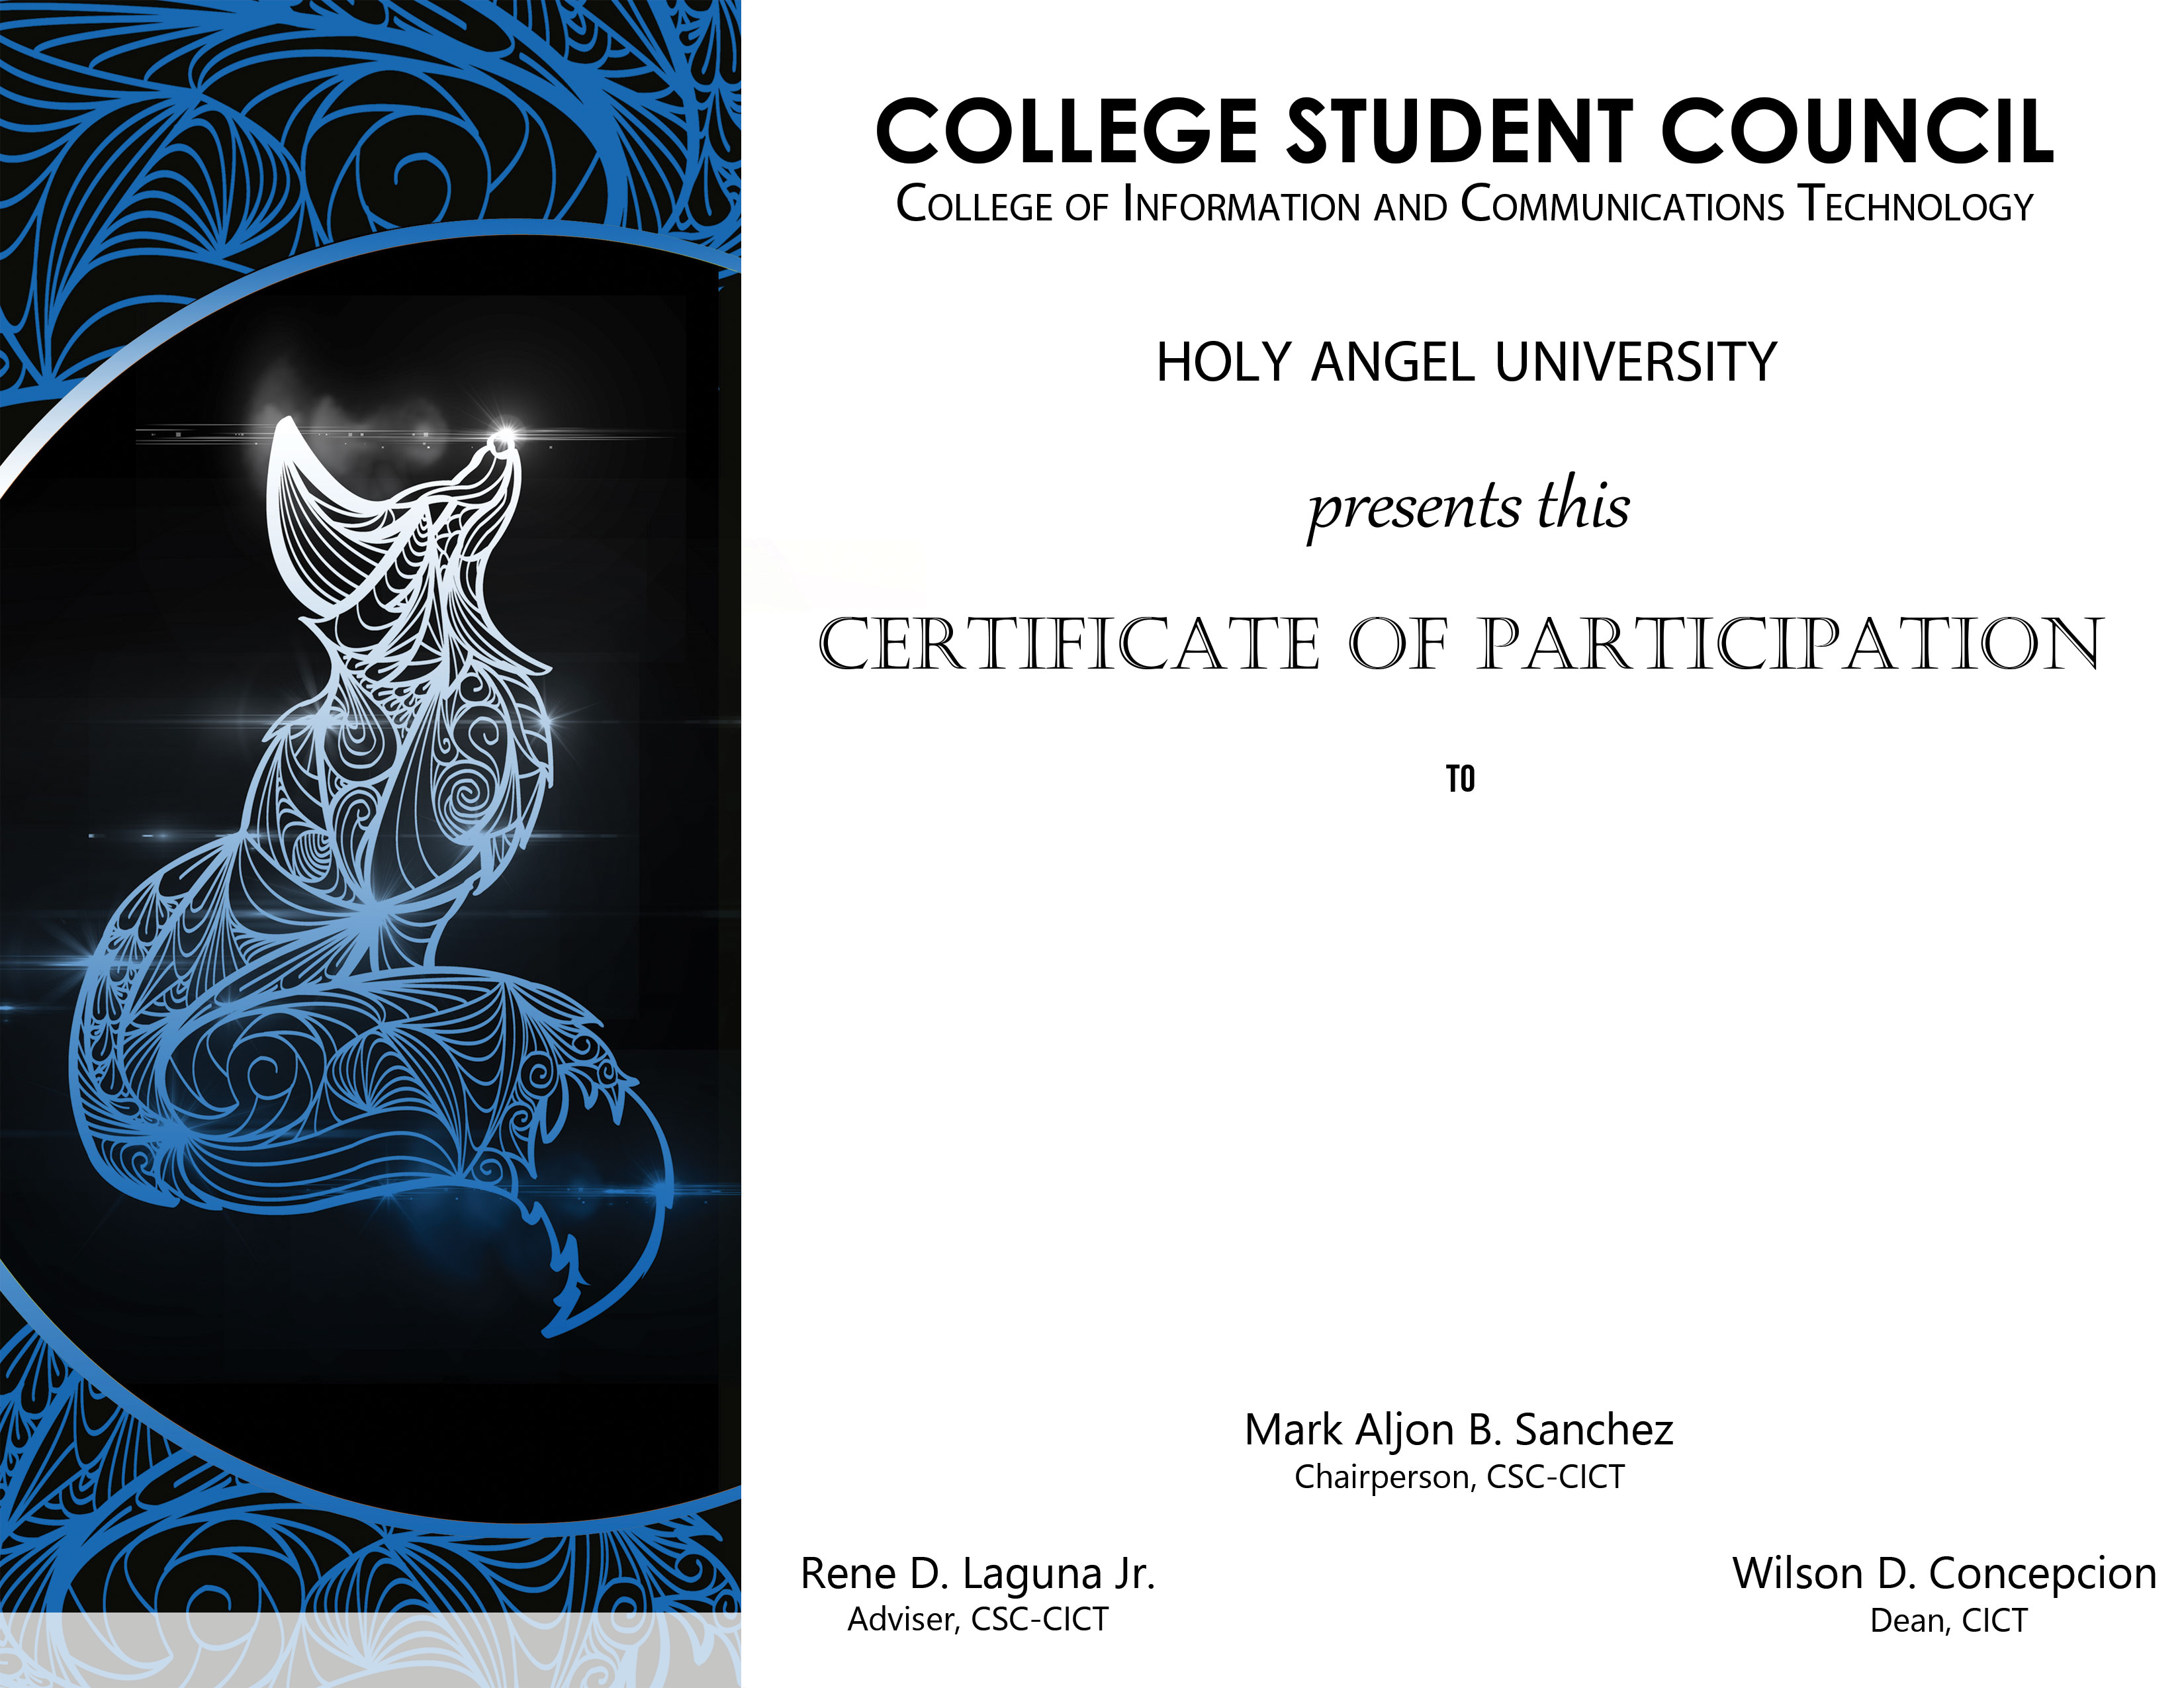 COLLEGE STUDENT COUNCIL
College of Information and Communications Technology
HOLY ANGEL UNIVERSITY
presents this
CERTIFICATE OF PARTICIPATION
TO
Mark Aljon B. Sanchez
Chairperson, CSC-CICT
Rene D. Laguna Jr.
Adviser, CSC-CICT
Wilson D. Concepcion
Dean, CICT